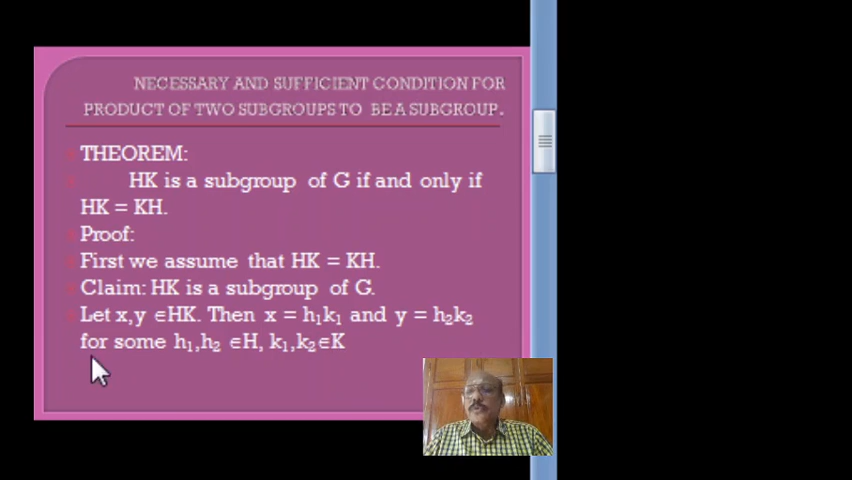 NECESSARY AND SUFFICIENT CONDITION FOR
PRODUCT OF TWO SUBGROUPS TO BE A SUBGROUP.
THEOREM:
HK is a subgroup of G if and only if
HK = KH.
Proof:
First we assume that HK = KH.
Claim: HK is a subgroup of G.
Let x,y ∈HK. Then x = h₁k₁ and y = h₂k₂
for some h₁,h₂ ∈H, k₁,k₂∈K